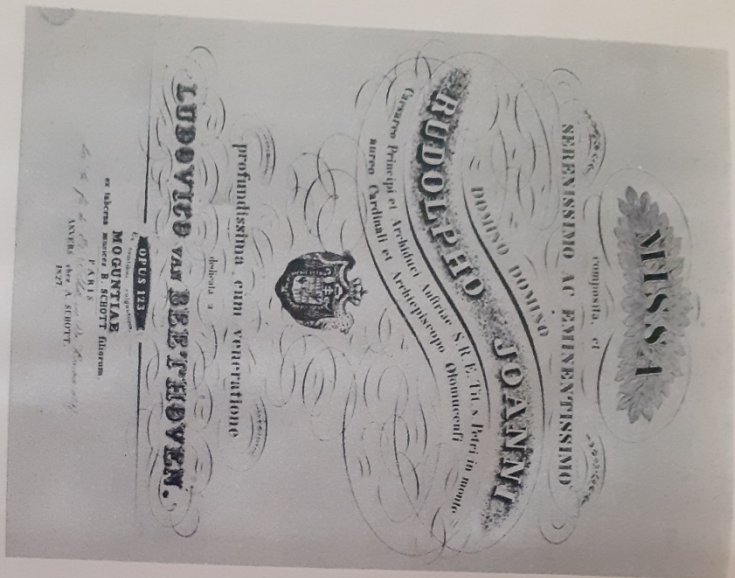 MISSA
composita, et
SERENISSIMO AC EMINENTISSIMO
DOMINO DOMINO
RUDOLPHO JOANNI
Caesareo Principi et Archiduci Austriae S.R.E. Tit. s. Petri in monte
aureo Cardinali et Archiepiscopo Olomucensi
profundissima cum veneratione
dedicata a
LUDOVICO VAN BEETHOVEN.
OPUS 123
ex taberna musices B. SCHOTT filiorum.
MOGUNTIAE
PARIS
ANVERS chez A. SCHOTT.
1827